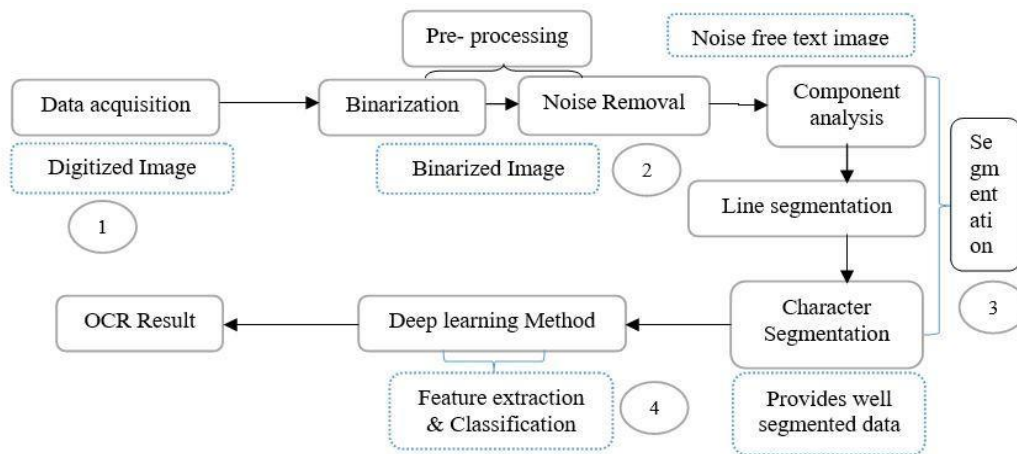 Pre- processing
Noise free text image
Data acquisition
Binarization
Noise Removal
Component
analysis
Digitized Image
Binarized Image
2
1
Line segmentation
Se
gm
ent
ati
on
3
OCR Result
Deep learning Method
Character
Segmentation
Feature extraction
& Classification
4
Provides well
segmented data